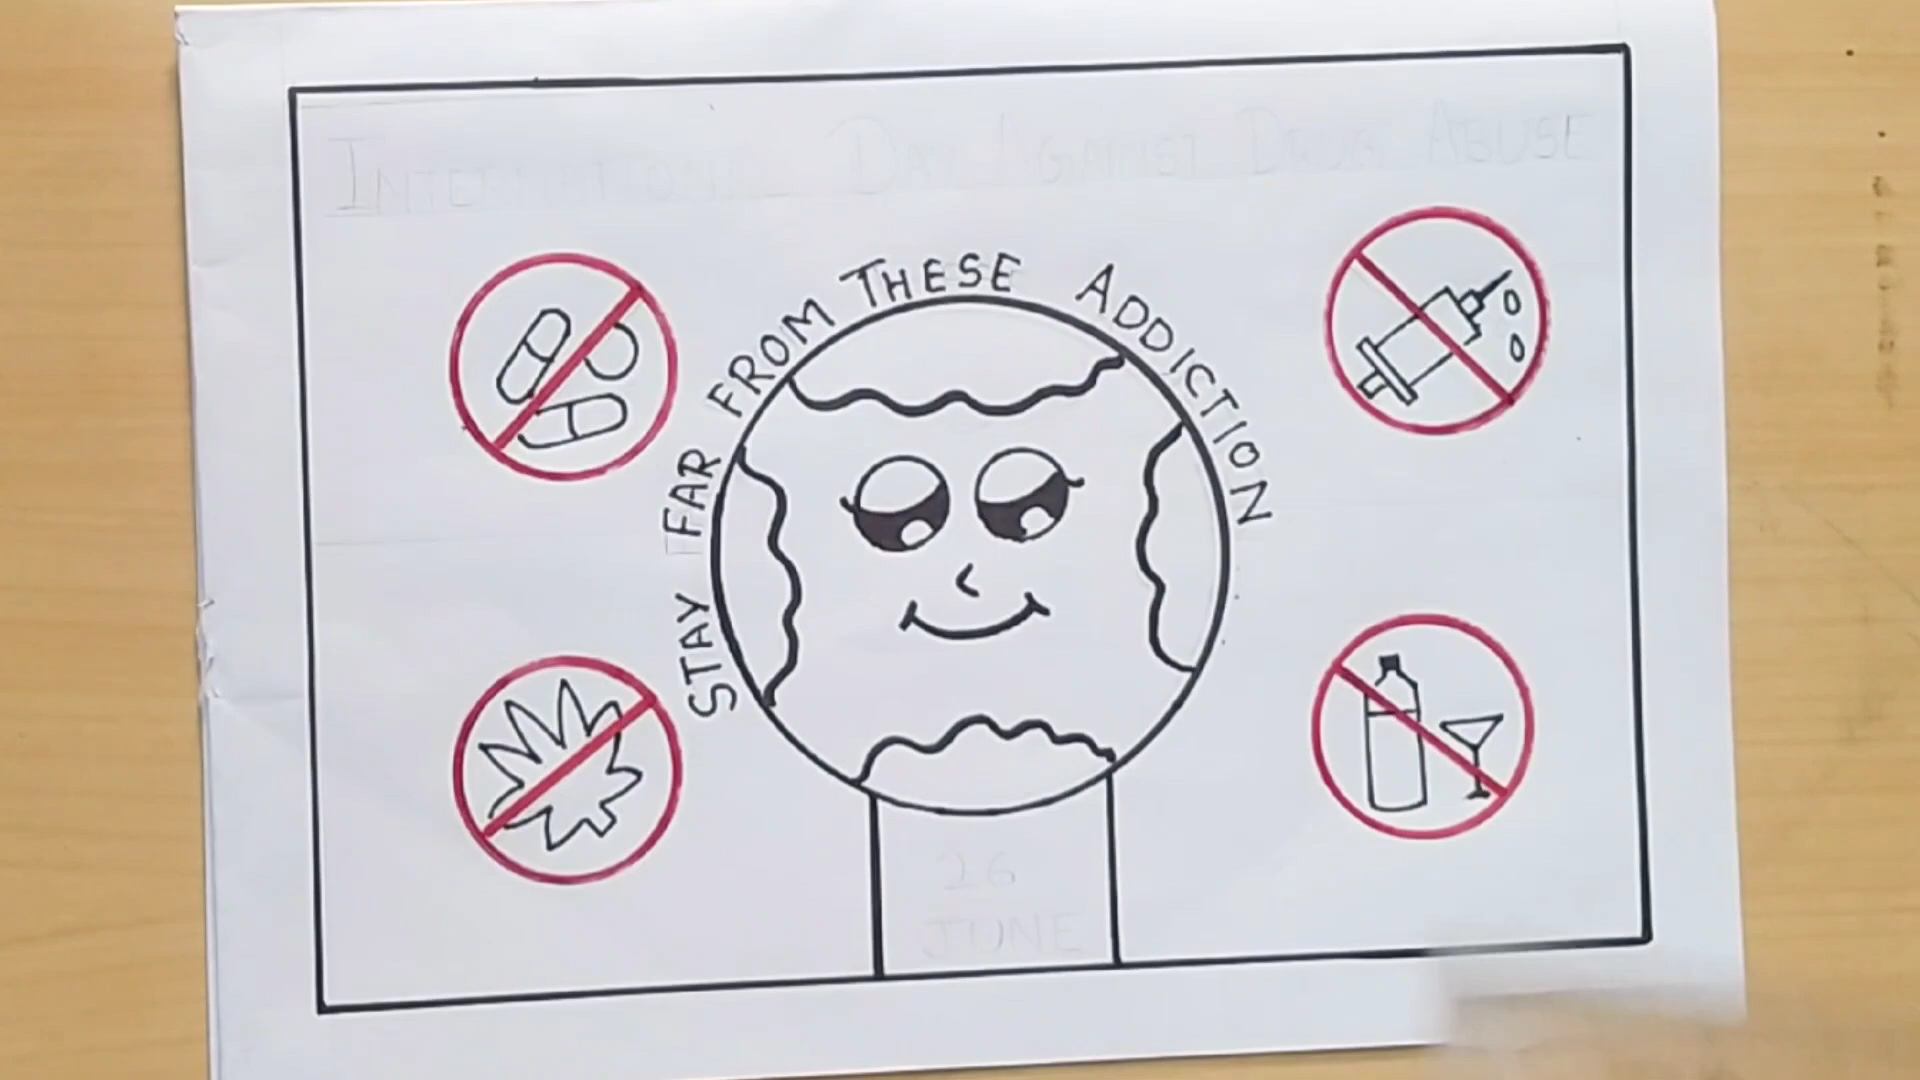 INTERNATIONAL DAY AGAINST DRUG ABUSE
STAY FAR FROM THESE ADDICTION
26
JUNE